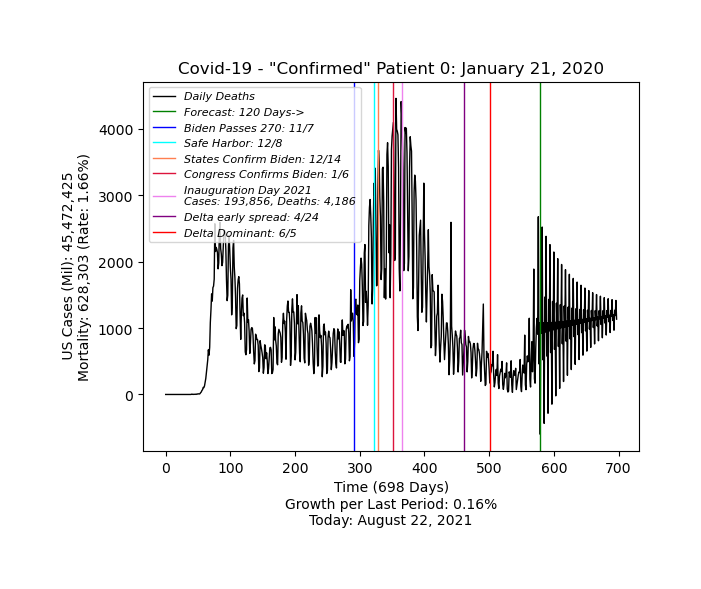 Covid-19 - "Confirmed" Patient 0: January 21, 2020
Daily Deaths
Forecast: 120 Days->
Biden Passes 270: 11/7
Safe Harbor: 12/8
States Confirm Biden: 12/14
Congress Confirms Biden: 1/6
Inauguration Day 2021
Cases: 193,856, Deaths: 4,186
Delta early spread: 4/24
Delta Dominant: 6/5
US Cases (Mil): 45,472,425
Mortality: 628,303 (Rate: 1.66%)
4000
3000
2000
1000
0
0 100 200 300 400 500 600 700
Time (698 Days)
Growth per Last Period: 0.16%
Today: August 22, 2021